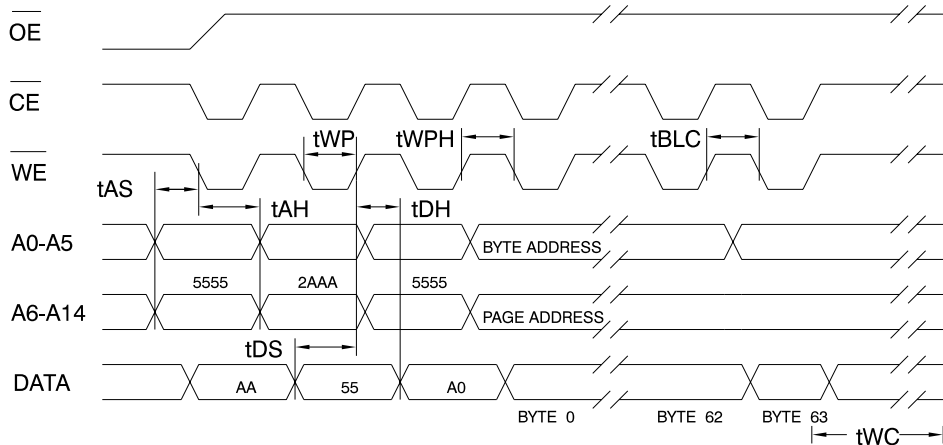 OE
CE
tWP
tWPH
tBLC
WE
tAS
tAH
tDH
A0-A5
BYTE ADDRESS
5555
2AAA
5555
A6-A14
PAGE ADDRESS
tDS
DATA
AA
55
A0
BYTE 0
BYTE 62
BYTE 63
tWC